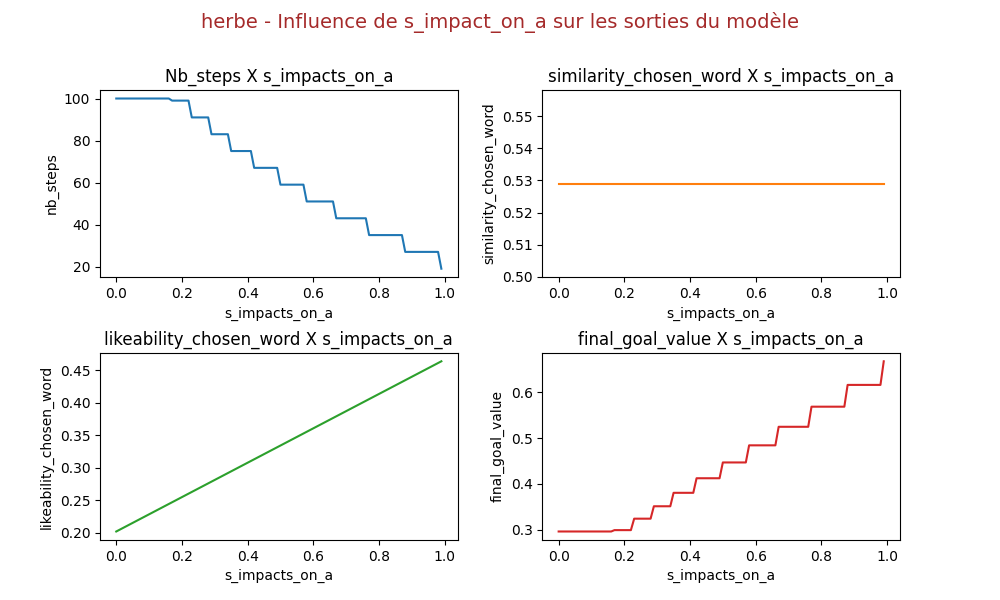 herbe - Influence de s_impact_on_a sur les sorties du modèle
Nb_steps X s_impacts_on_a
100
80
60
40
20
nb_steps
0.0 0.2 0.4 0.6 0.8 1.0
s_impacts_on_a
similarity_chosen_word X s_impacts_on_a
0.55
0.54
0.53
0.52
0.51
0.50
similarity_chosen_word
0.0 0.2 0.4 0.6 0.8 1.0
s_impacts_on_a
likeability_chosen_word X s_impacts_on_a
0.45
0.40
0.35
0.30
0.25
0.20
likeability_chosen_word
0.0 0.2 0.4 0.6 0.8 1.0
s_impacts_on_a
final_goal_value X s_impacts_on_a
0.6
0.5
0.4
0.3
final_goal_value
0.0 0.2 0.4 0.6 0.8 1.0
s_impacts_on_a